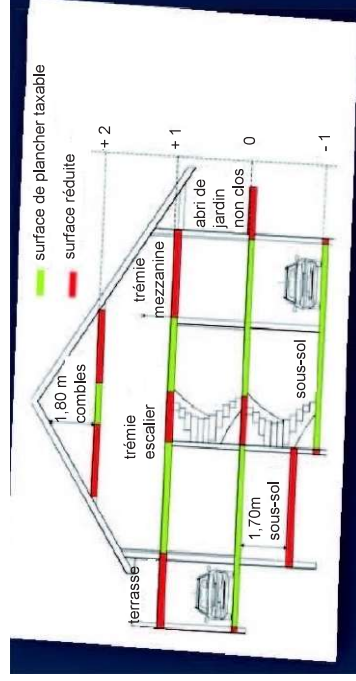 surface de plancher taxable
surface réduite
+ 2
+ 1
0
- 1
1,80 m
combles
trémie
mezzanine
abri de
jardin
non clos
trémie
escalier
terrasse
sous-sol
1,70m
sous-sol